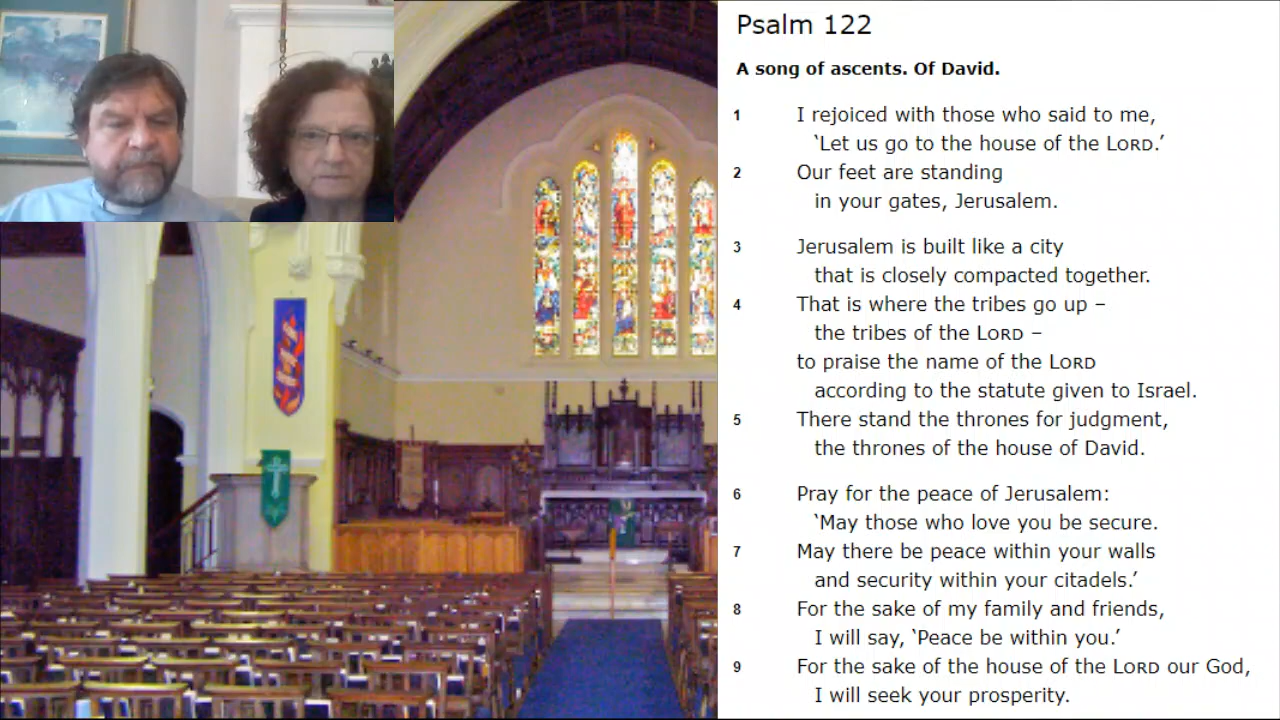 Psalm 122
A song of ascents. Of David.
1 I rejoiced with those who said to me,
‘Let us go to the house of the LORD.’
2 Our feet are standing
in your gates, Jerusalem.
3 Jerusalem is built like a city
that is closely compacted together.
4 That is where the tribes go up –
the tribes of the LORD –
to praise the name of the LORD
according to the statute given to Israel.
5 There stand the thrones for judgment,
the thrones of the house of David.
6 Pray for the peace of Jerusalem:
‘May those who love you be secure.
7 May there be peace within your walls
and security within your citadels.’
8 For the sake of my family and friends,
I will say, ‘Peace be within you.’
9 For the sake of the house of the LORD our God,
I will seek your prosperity.